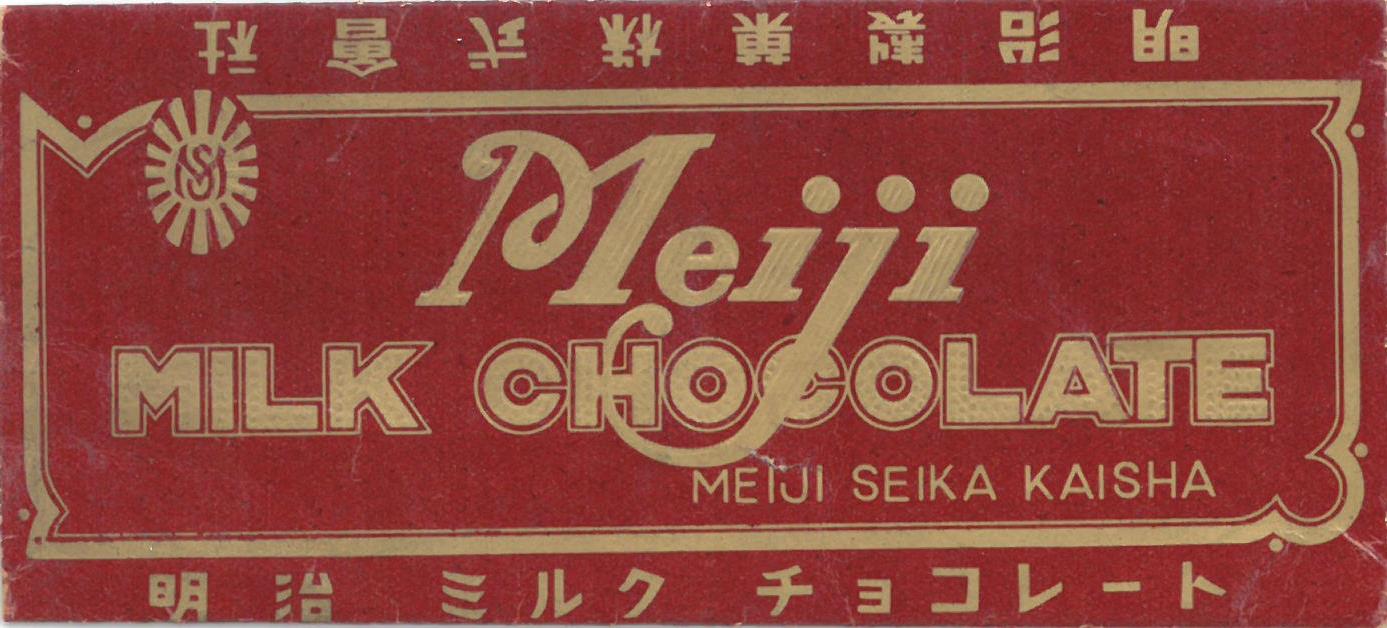 明治製菓株式會社
Meiji
MILK CHOCOLATE
MEIJI SEIKA KAISHA
明治 ミルク チョコレート